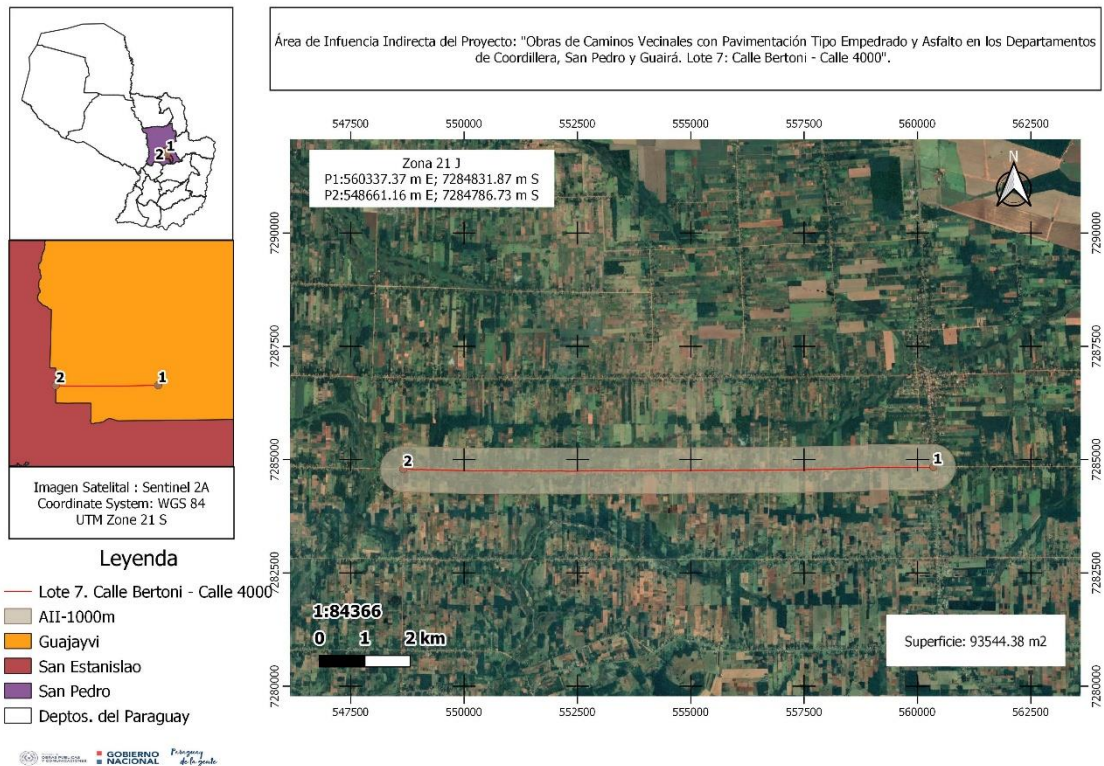 Área de Infuencia Indirecta del Proyecto: "Obras de Caminos Vecinales con Pavimentación Tipo Empedrado y Asfalto en los Departamentos
de Coordillera, San Pedro y Guairá. Lote 7: Calle Bertoni - Calle 4000".
1
2
2
1
Imagen Satelital : Sentinel 2A
Coordinate System: WGS 84
UTM Zone 21 S
Leyenda
Lote 7. Calle Bertoni - Calle 4000
AII-1000m
Guajayvi
San Estanislao
San Pedro
Deptos. del Paraguay
OBRAS PÚBLICAS
Y COMUNICACIONES
GOBIERNO
NACIONAL
Paraguay
de la gente
547500 550000 552500 555000 557500 560000 562500
Zona 21 J
P1:560337.37 m E; 7284831.87 m S
P2:548661.16 m E; 7284786.73 m S
N
7290000 7290000
7287500 7287500
7285000 7285000
7282500 7282500
7280000 7280000
2
1
1:84366
0 1 2 km
Superficie: 93544.38 m2
547500 550000 552500 555000 557500 560000 562500